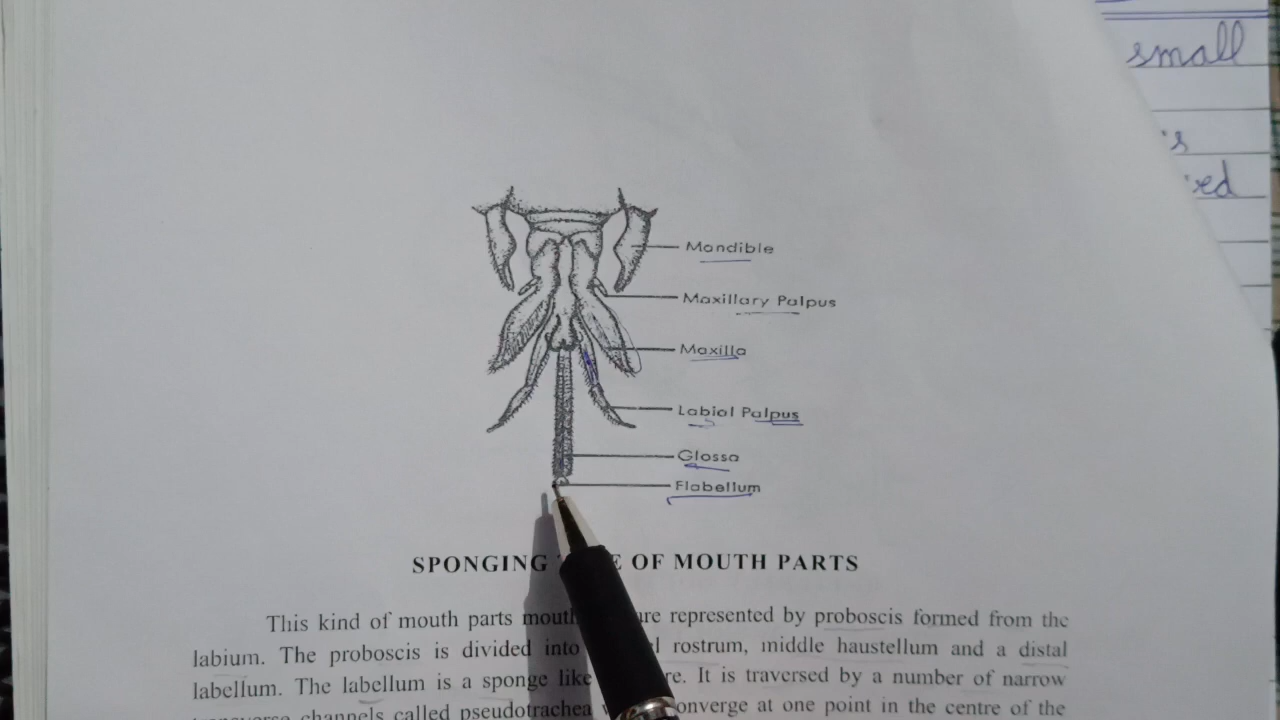 small
's
ved
Mandible
Maxillary Palpus
Maxilla
Labial Palpus
Glossa
Flabellum
SPONGING OF MOUTH PARTS
This kind of mouth parts are represented by proboscis formed from the
labium. The proboscis is divided into rostrum, middle haustellum and a distal
labellum. The labellum is a sponge like It is traversed by a number of narrow
channels called pseudotrachea converge at one point in the centre of the